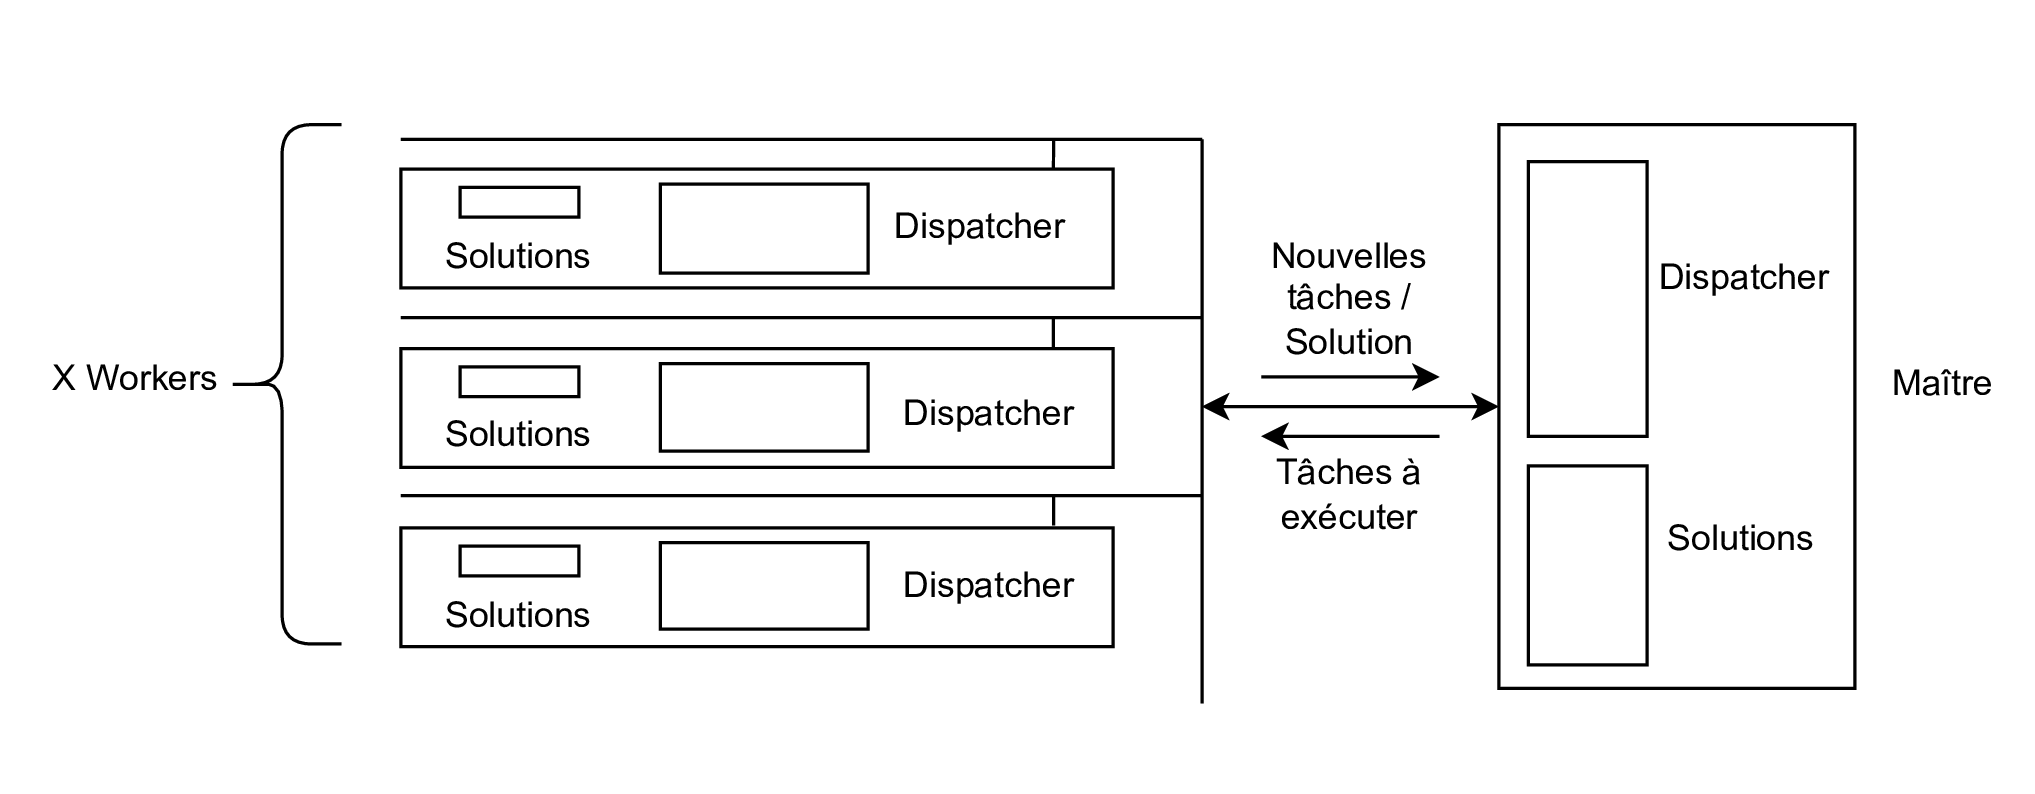 X Workers
Solutions
Dispatcher
Solutions
Dispatcher
Solutions
Dispatcher
Nouvelles
tâches /
Solution
Tâches à
exécuter
Dispatcher
Solutions
Maître